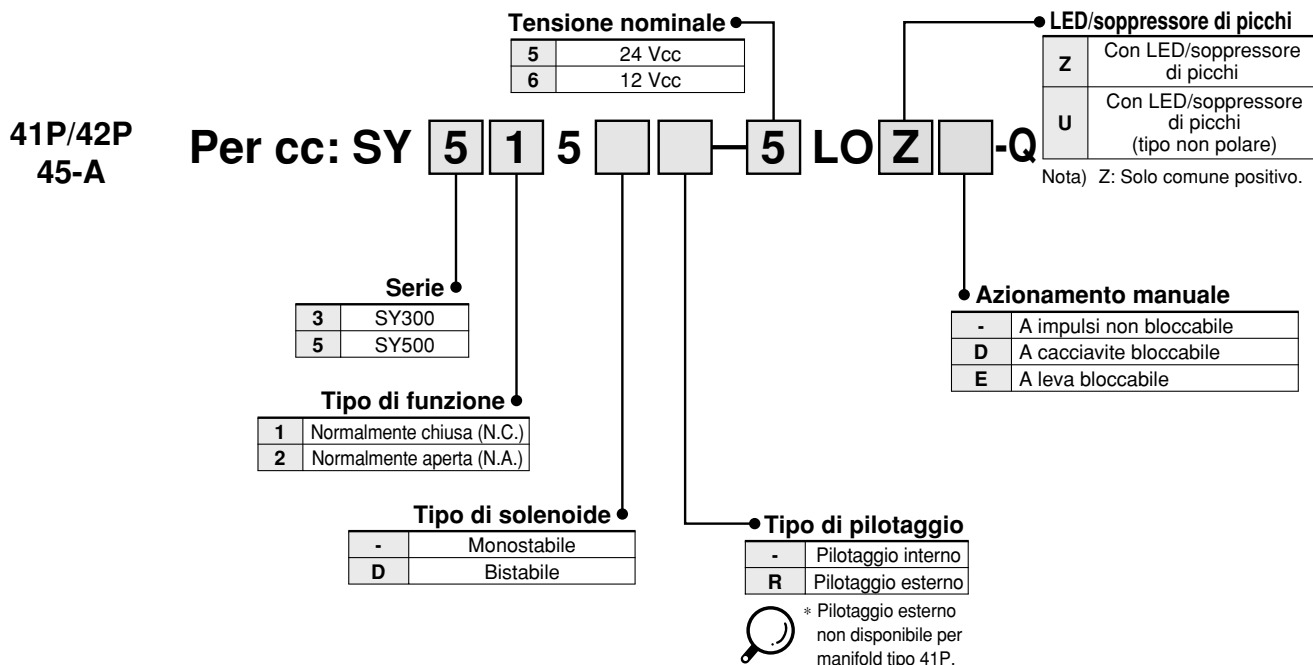 Tensione nominale
5 24 Vcc
6 12 Vcc
LED/soppressore di picchi
Z Con LED/soppressore
di picchi
U Con LED/soppressore
di picchi
(tipo non polare)
Nota) Z: Solo comune positivo.
41P/42P
45-A
Per cc: SY 5 1 5 - 5 LO Z -Q
Serie
3 SY300
5 SY500
Azionamento manuale
- A impulsi non bloccabile
D A cacciavite bloccabile
E A leva bloccabile
Tipo di funzione
1 Normalmente chiusa (N.C.)
2 Normalmente aperta (N.A.)
Tipo di solenoide
- Monostabile
D Bistabile
Tipo di pilotaggio
- Pilotaggio interno
R Pilotaggio esterno
* Pilotaggio esterno
non disponibile per
manifold tipo 41P.